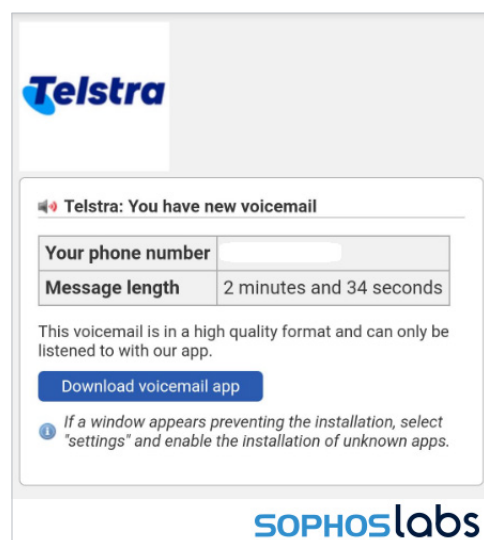 Telstra
Telstra: You have new voicemail
Your phone number
Message length 2 minutes and 34 seconds
This voicemail is in a high quality format and can only be
listened to with our app.
Download voicemail app
If a window appears preventing the installation, select
"settings" and enable the installation of unknown apps.
SOPHOSlabs